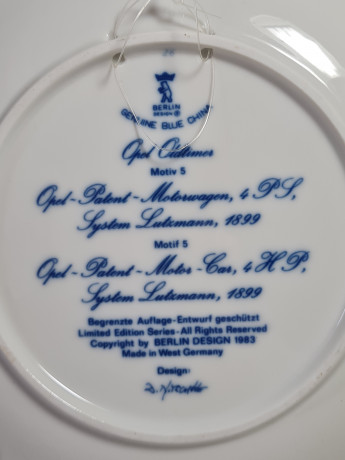 BERLIN
DESIGN
GENUINE BLUE CHINA
Opel Oldtimer
Motiv 5
Opel-Patent-Motorwagen, 4 PS,
System Lutzmann, 1899
Motif 5
Opel-Patent-Motor-Car, 4 HP,
System Lutzmann, 1899
Begrenzte Auflage-Entwurf geschützt
Limited Edition Series-All Rights Reserved
Copyright by BERLIN DESIGN 1983
Made in West Germany
Design: